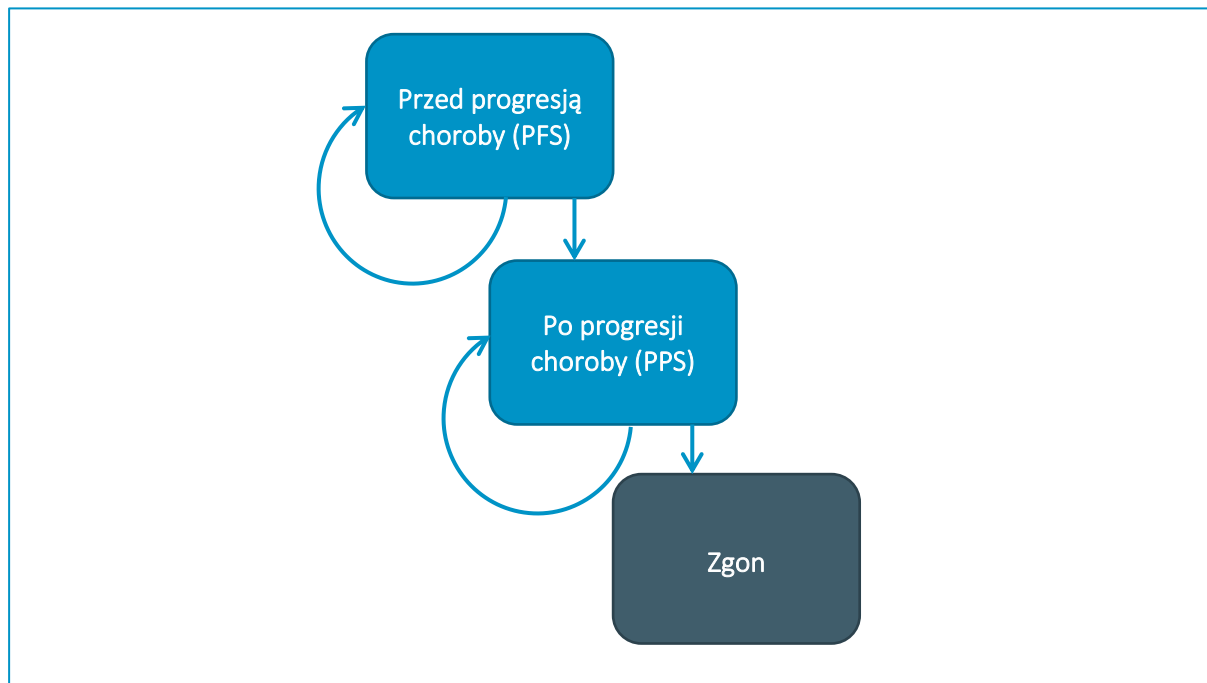 Przed progresją
choroby (PFS)
Po progresji
choroby (PPS)
Zgon